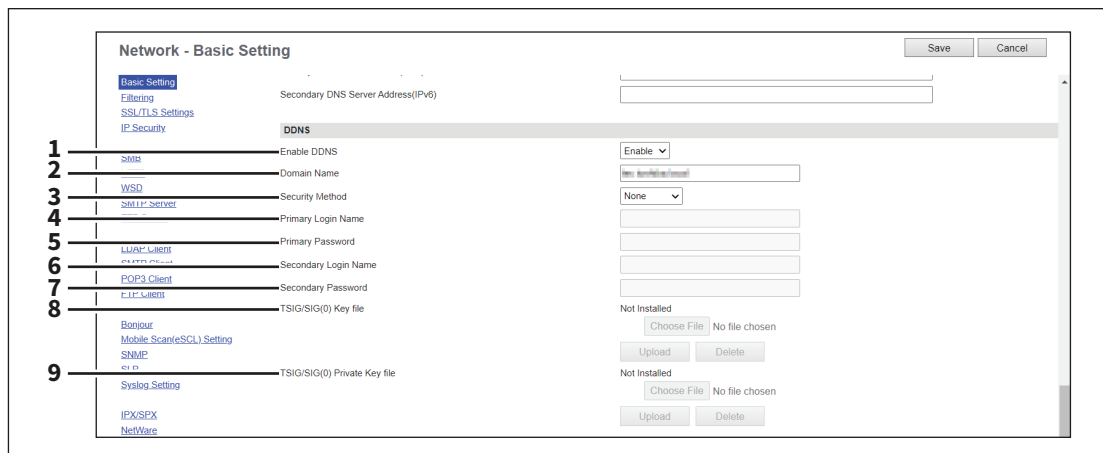 Network - Basic Setting
Save Cancel
Basic Setting
Filtering
SSL/TLS Settings
IP Security
SMB
WSD
SMTP Server
LDAP Client
SMTP Client
POP3 Client
FTP Client
Bonjour
Mobile Scan(eSCL) Setting
SNMP
SLP
Syslog Setting
IPX/SPX
NetWare
Secondary DNS Server Address(IPv6)
DDNS
1 Enable DDNS Enable
2 Domain Name
3 Security Method None
4 Primary Login Name
5 Primary Password
6 Secondary Login Name
7 Secondary Password
8 TSIG/SIG(0) Key file Not Installed
Choose File No file chosen
Upload Delete
9 TSIG/SIG(0) Private Key file Not Installed
Choose File No file chosen
Upload Delete